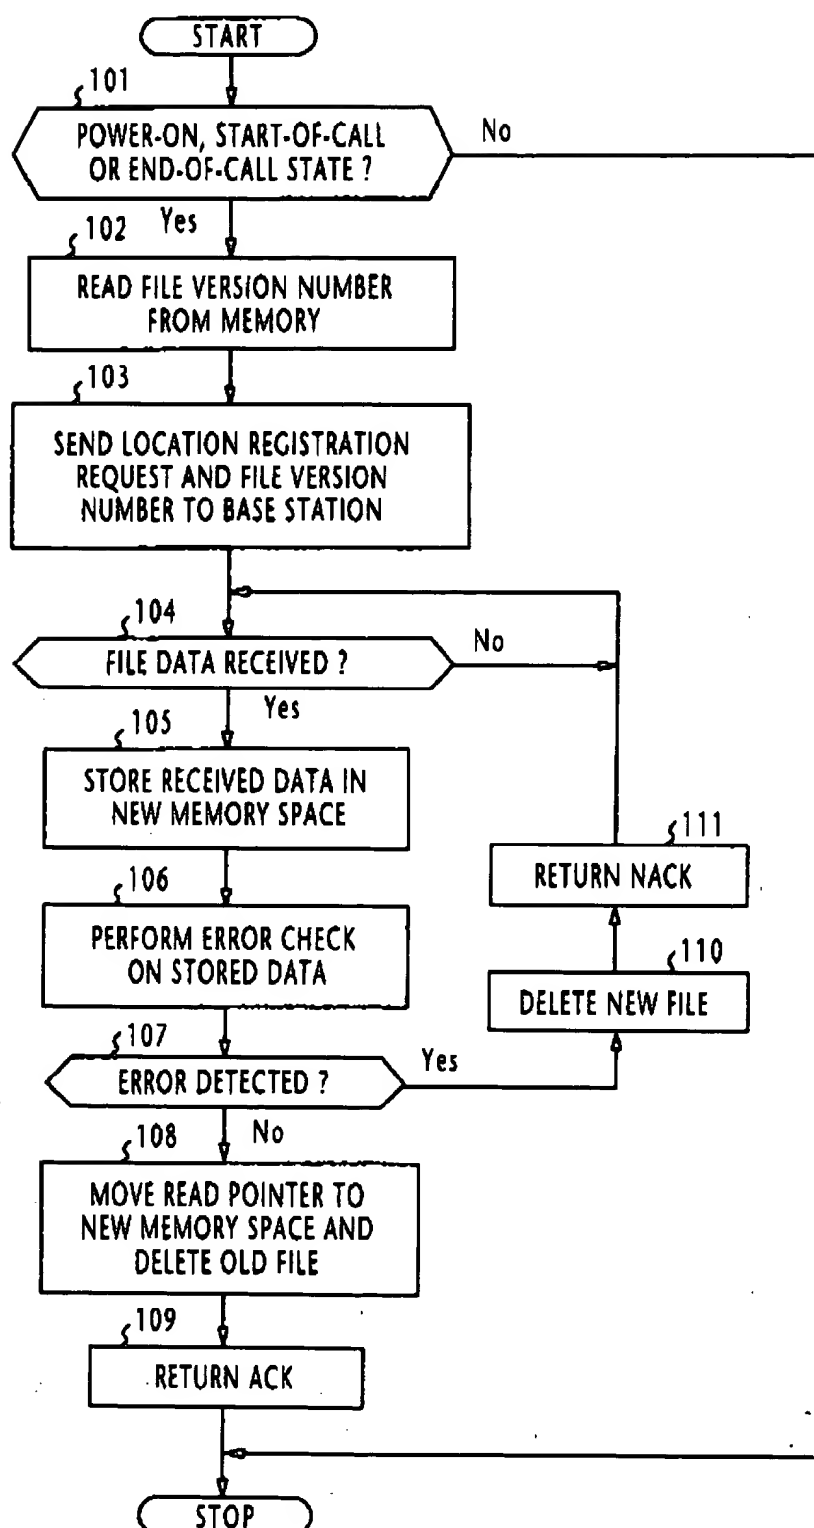 START
101
POWER-ON, START-OF-CALL
OR END-OF-CALL STATE ?
No
Yes
102
READ FILE VERSION NUMBER
FROM MEMORY
103
SEND LOCATION REGISTRATION
REQUEST AND FILE VERSION
NUMBER TO BASE STATION
104
FILE DATA RECEIVED ?
No
Yes
105
STORE RECEIVED DATA IN
NEW MEMORY SPACE
111
RETURN NACK
106
PERFORM ERROR CHECK
ON STORED DATA
110
DELETE NEW FILE
107
ERROR DETECTED ?
Yes
No
108
MOVE READ POINTER TO
NEW MEMORY SPACE AND
DELETE OLD FILE
109
RETURN ACK
STOP